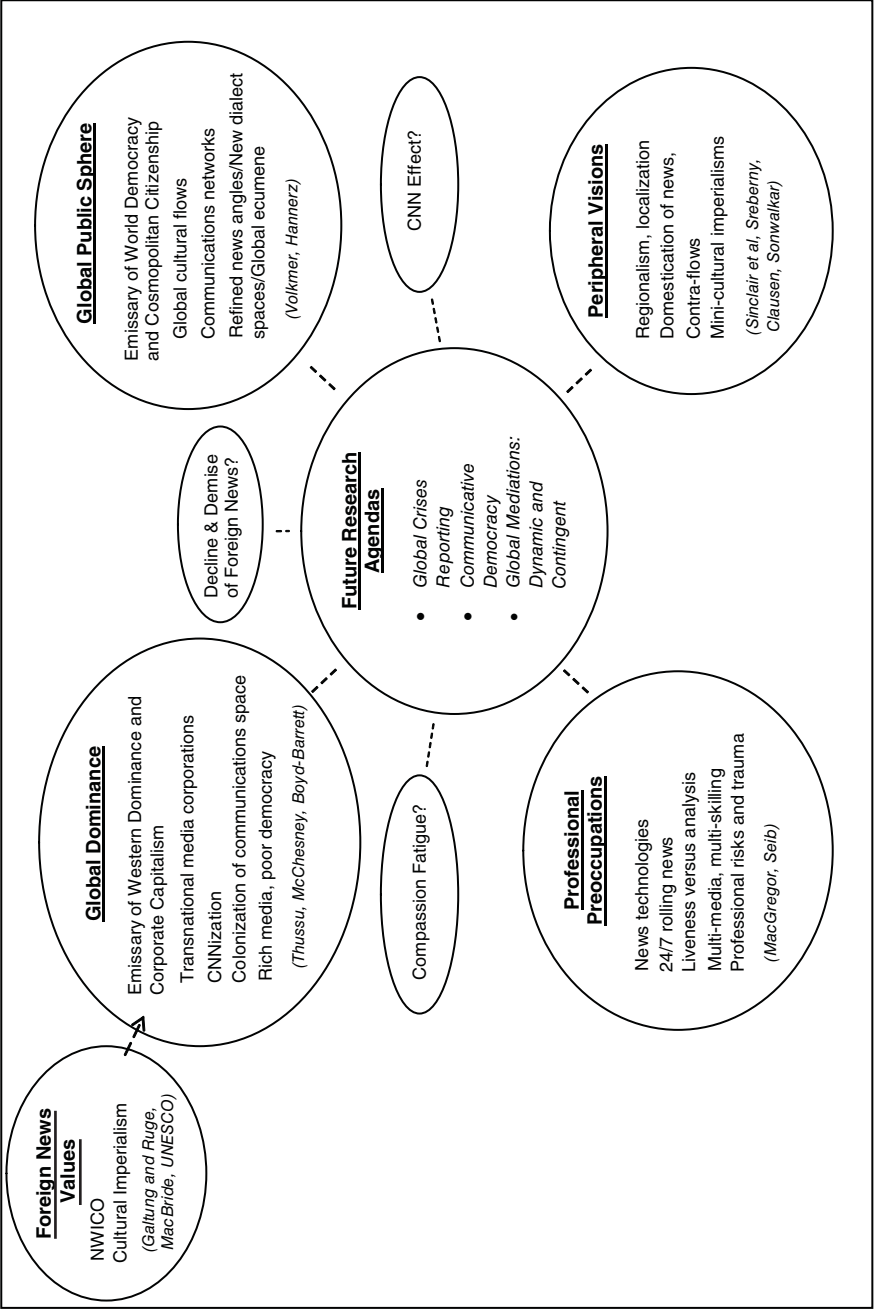 Foreign News
Values
NWICO
Cultural Imperialism
(Galtung and Ruge,
MacBride, UNESCO)
Global Dominance
Emissary of Western Dominance and
Corporate Capitalism
Transnational media corporations
CNNization
Colonization of communications space
Rich media, poor democracy
(Thussu, McChesney, Boyd-Barrett)
Decline & Demise
of Foreign News?
Global Public Sphere
Emissary of World Democracy
and Cosmopolitan Citizenship
Global cultural flows
Communications networks
Refined news angles/New dialect
spaces/Global ecumene
(Volkmer, Hannerz)
Compassion Fatigue?
Future Research
Agendas
• Global Crises
Reporting
• Communicative
Democracy
• Global Mediations:
Dynamic and
Contingent
CNN Effect?
Professional
Preoccupations
News technologies
24/7 rolling news
Liveness versus analysis
Multi-media, multi-skilling
Professional risks and trauma
(MacGregor, Seib)
Peripheral Visions
Regionalism, localization
Domestication of news,
Contra-flows
Mini-cultural imperialisms
(Sinclair et al, Sreberny,
Clausen, Sonwalkar)